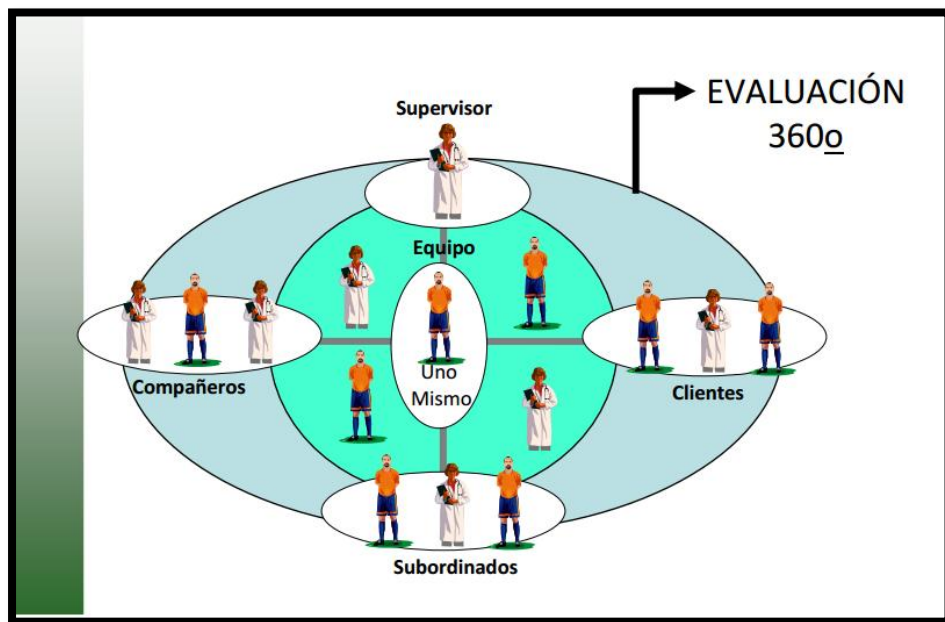 EVALUACIÓN
360o
Supervisor
Equipo
Uno
Mismo
Compañeros
Clientes
Subordinados